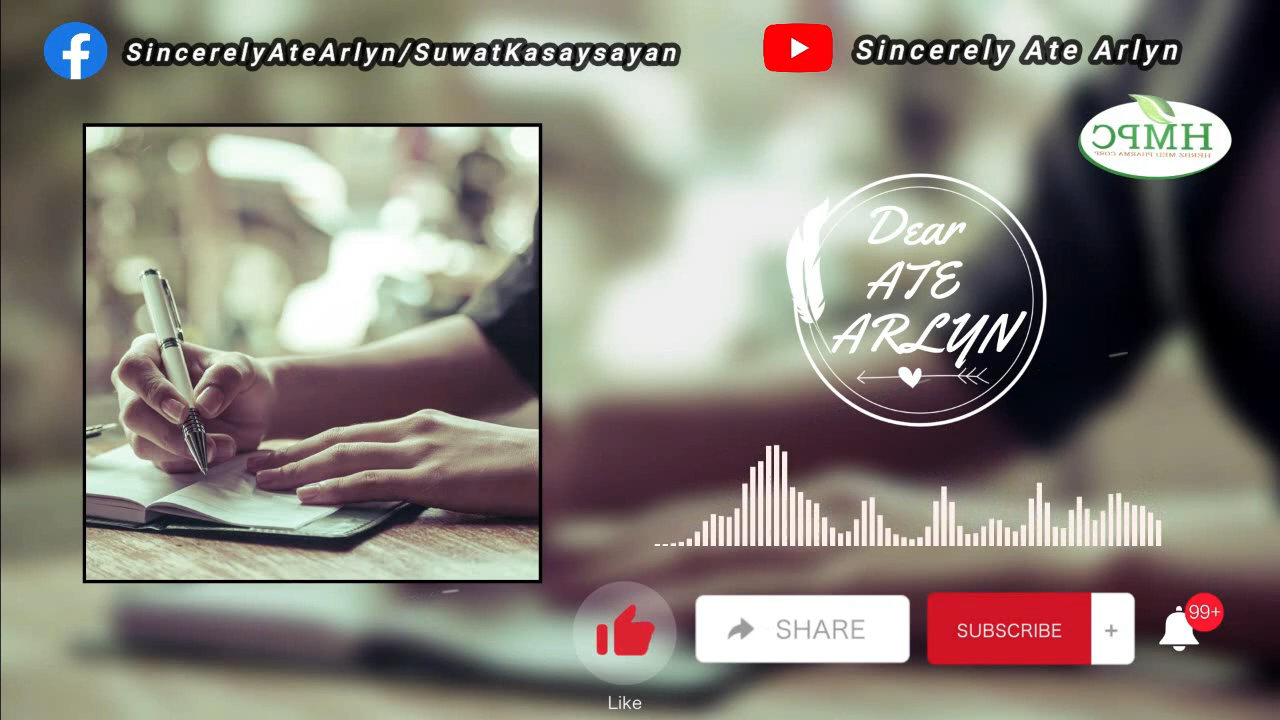 SincerelyAteArlyn/SuwatKasaysayan
Sincerely Ate Arlyn
HMPC
Dear
ATE
ARLYN
SHARE
SUBSCRIBE
+
99+
Like